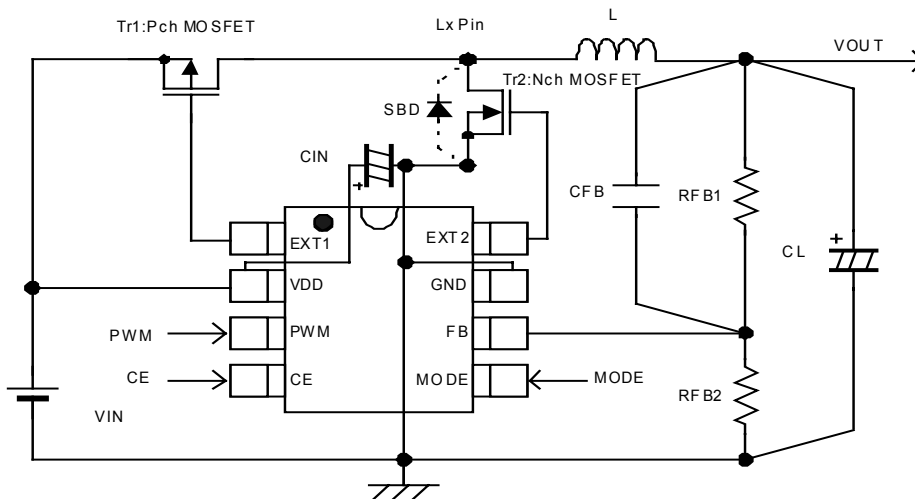 Tr1:Pch MOSFET
Lx Pin
L
VOUT
Tr2:Nch MOSFET
SBD
CIN
+
CFB
RFB1
EXT1
EXT2
+
CL
VDD
GND
PWM
PWM
FB
CE
CE
MODE
MODE
RFB2
VIN